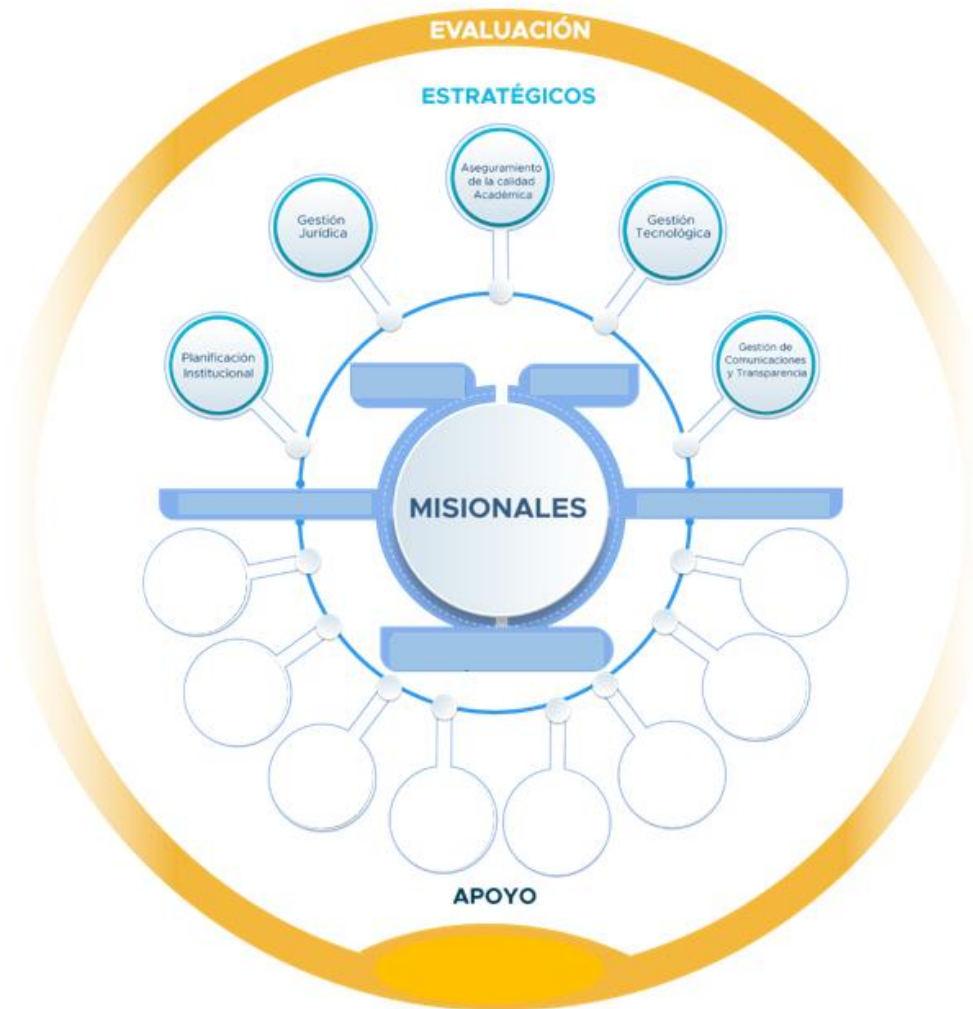 EVALUACIÓN
ESTRATÉGICOS
Aseguramiento
de la calidad
Académica
Gestión
Jurídica
Gestión
Tecnológica
Planificación
Institucional
Gestión de
Comunicaciones
y Transparencia
MISIONALES
APOYO